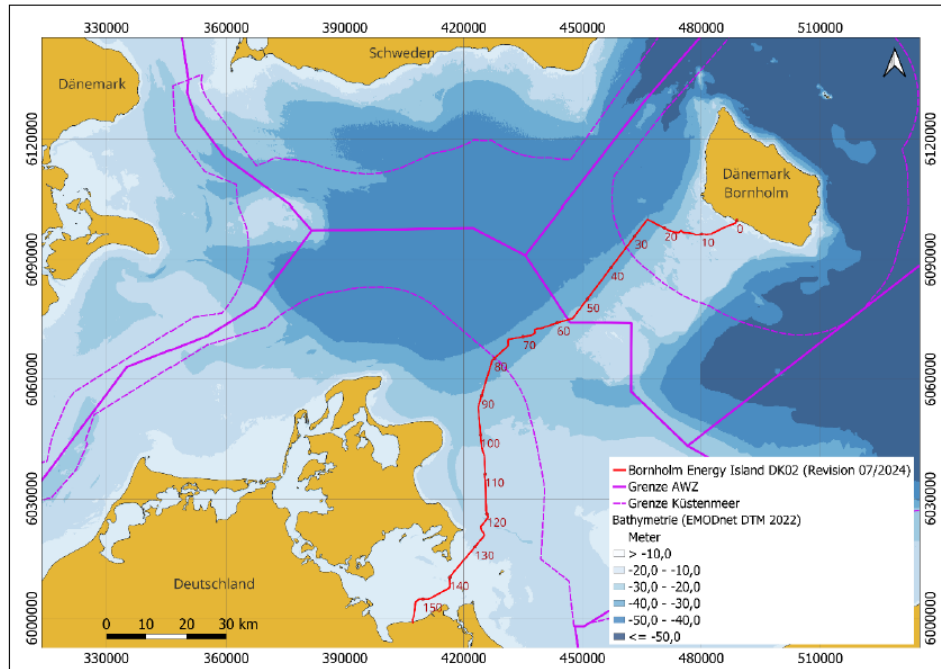 330000 360000 390000 420000 450000 480000 510000
Schweden
Dänemark
6120000 6120000
Dänemark
Bornholm
0
10
20
30
6090000 6090000
40
50
60
70
80
6060000 6060000
90
100
Bornholm Energy Island DK02 (Revision 07/2024)
Grenze AWZ
110
Grenze Küstenmeer
6030000 6030000
120
Bathymetrie (EMODnet DTM 2022)
Meter
130
> -10,0
-20,0 - -10,0
Deutschland
140
-30,0 - -20,0
-40,0 - -30,0
150
-50,0 - -40,0
6000000 6000000
0 10 20 30 km
<= -50,0
330000 360000 390000 420000 450000 480000 510000